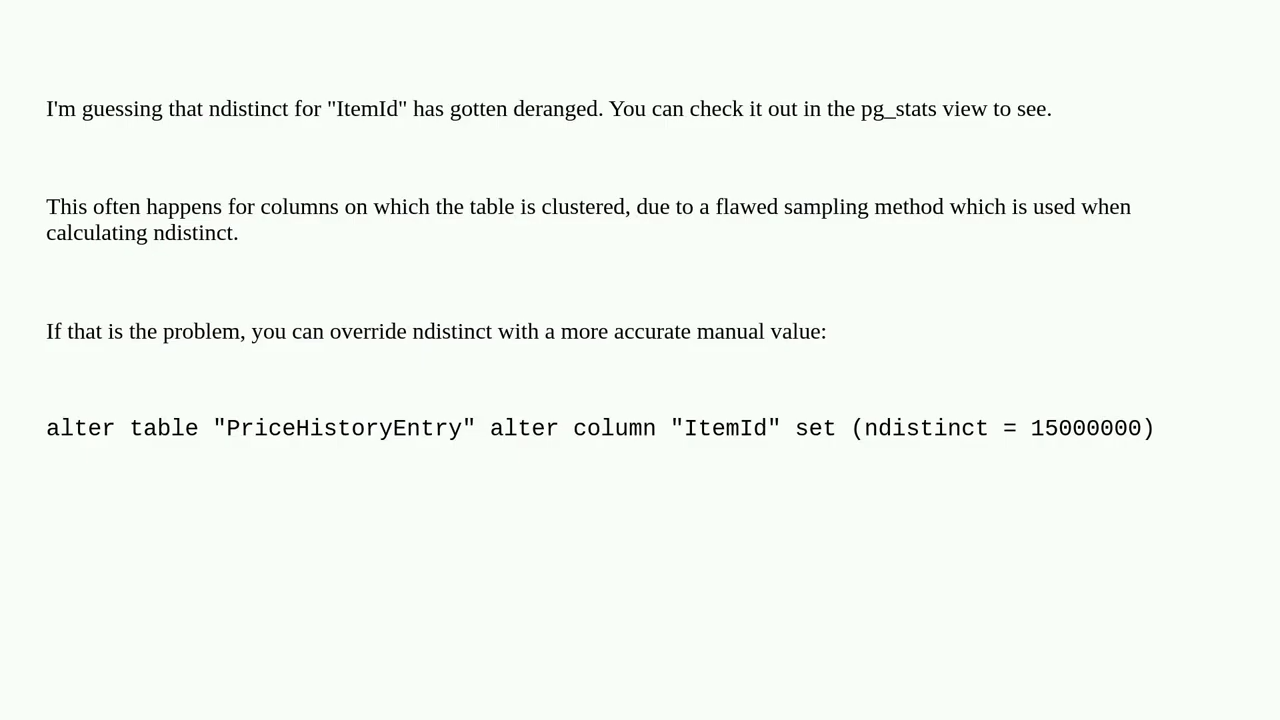 I'm guessing that ndistinct for "ItemId" has gotten deranged. You can check it out in the pg_stats view to see.
This often happens for columns on which the table is clustered, due to a flawed sampling method which is used when
calculating ndistinct.
If that is the problem, you can override ndistinct with a more accurate manual value:
alter table "PriceHistoryEntry" alter column "ItemId" set (ndistinct = 15000000)